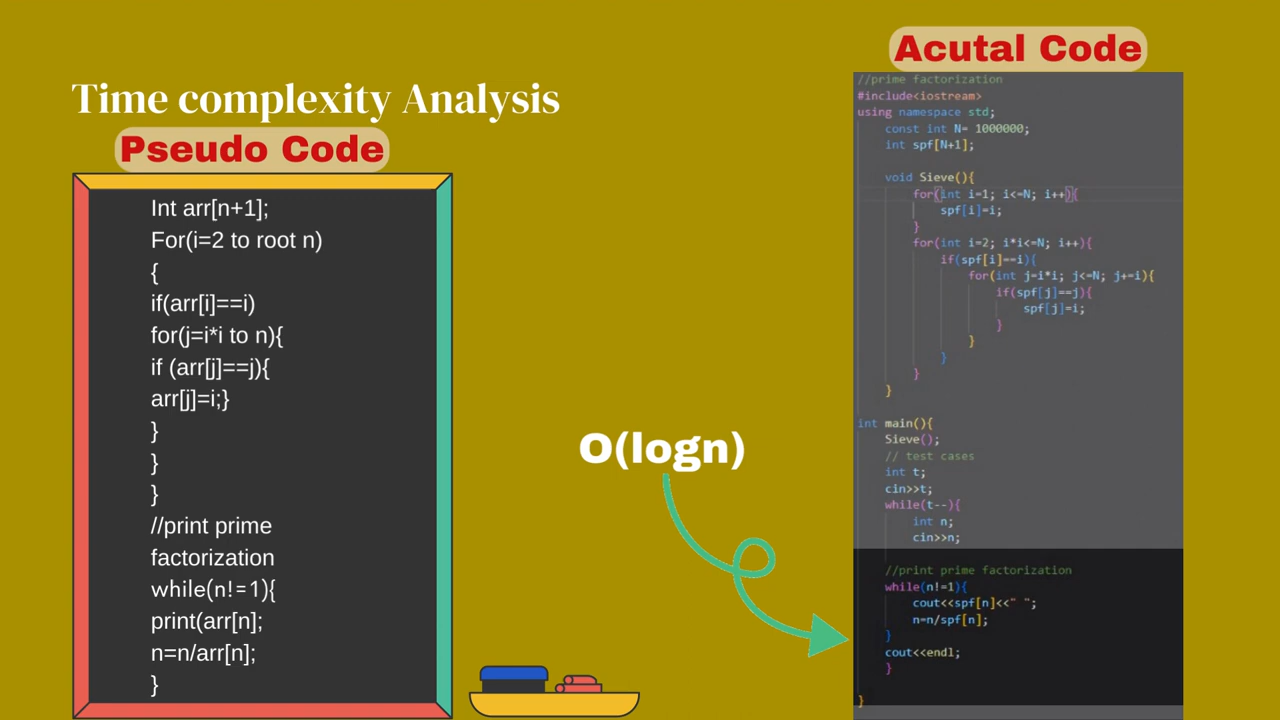 Time complexity Analysis
Pseudo Code
Int arr[n+1];
For(i=2 to root n)
{
if(arr[i]==i)
for(j=i*i to n){
if (arr[j]==j){
arr[j]=i;}
}
}
}
//print prime
factorization
while(n!=1){
print(arr[n];
n=n/arr[n];
}
O(logn)
Acutal Code
//prime factorization
#include<iostream>
using namespace std;
const int N= 1000000;
int spf[N+1];
void Sieve(){
for(int i=1; i<=N; i++){
spf[i]=i;
}
for(int i=2; i*i<=N; i++){
if(spf[i]==i){
for(int j=i*i; j<=N; j+=i){
if(spf[j]==j){
spf[j]=i;
}
}
}
}
}
int main(){
Sieve();
// test cases
int t;
cin>>t;
while(t--){
int n;
cin>>n;
//print prime factorization
while(n!=1){
cout<<spf[n]<<" ";
n=n/spf[n];
}
cout<<endl;
}
}